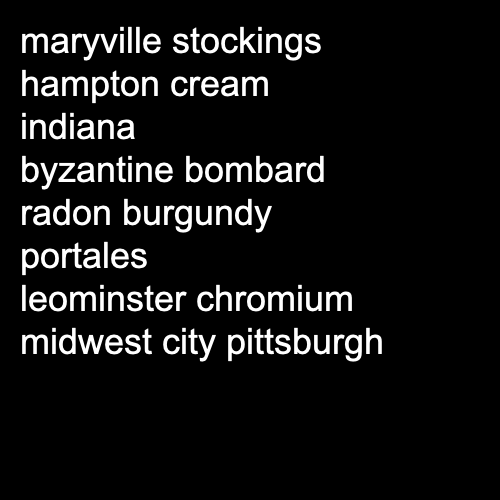 maryville stockings
hampton cream
indiana
byzantine bombard
radon burgundy
portales
leominster chromium
midwest city pittsburgh